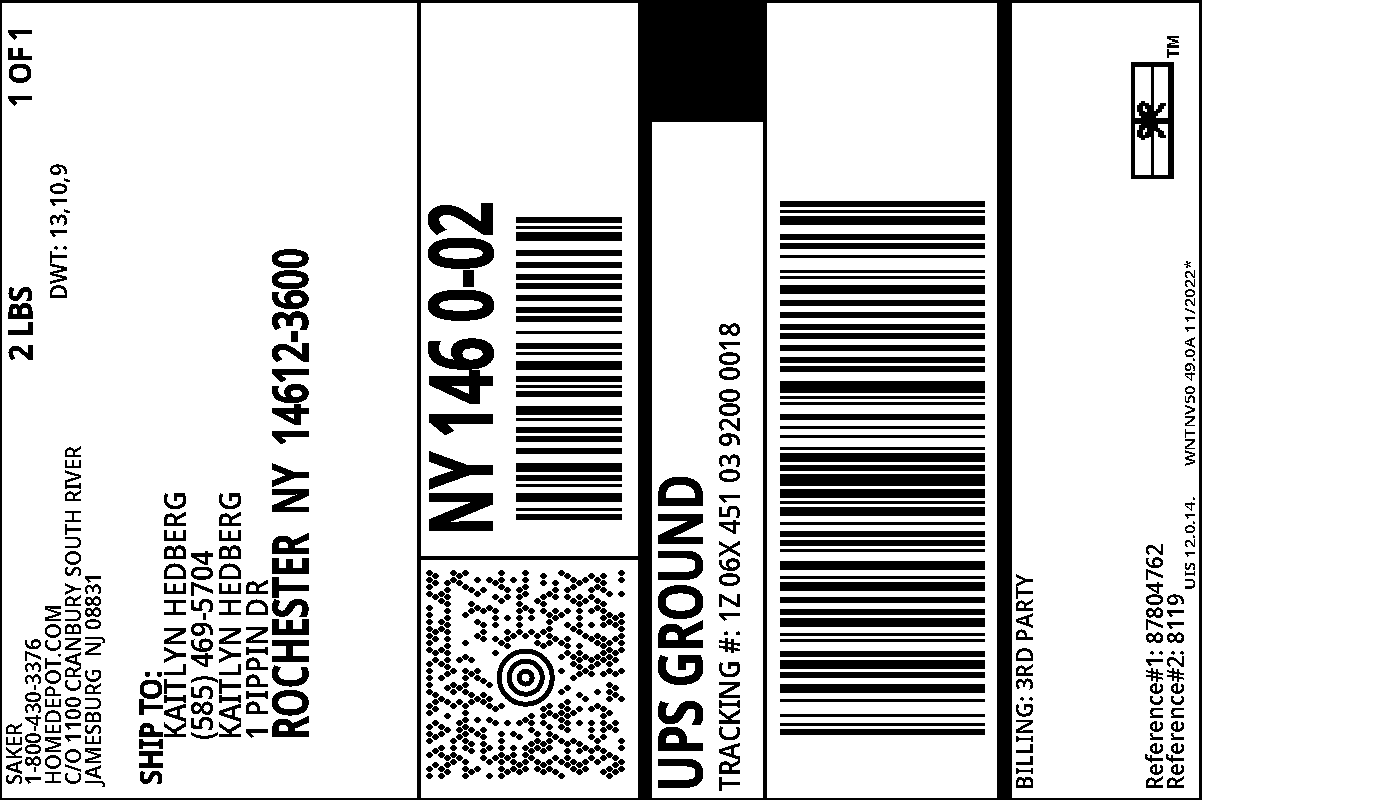 SAKER
1-800-430-3376
HOMEDEPOT.COM
C/O 1100 CRANBURY SOUTH RIVER
JAMESBURG NJ 08831
2 LBS
1 OF 1
DWT: 13,10,9
SHIP TO:
KAITLYN HEDBERG
(585) 469-5704
KAITLYN HEDBERG
1 PIPPIN DR
ROCHESTER NY 14612-3600
NY 146 0-02
UPS GROUND
TRACKING #: 1Z 06X 451 03 9200 0018
BILLING: 3RD PARTY
Reference#1: 87804762
Reference#2: 8119
UIS 12.0.14. WNTNV50 49.0A 11/2022*
TM